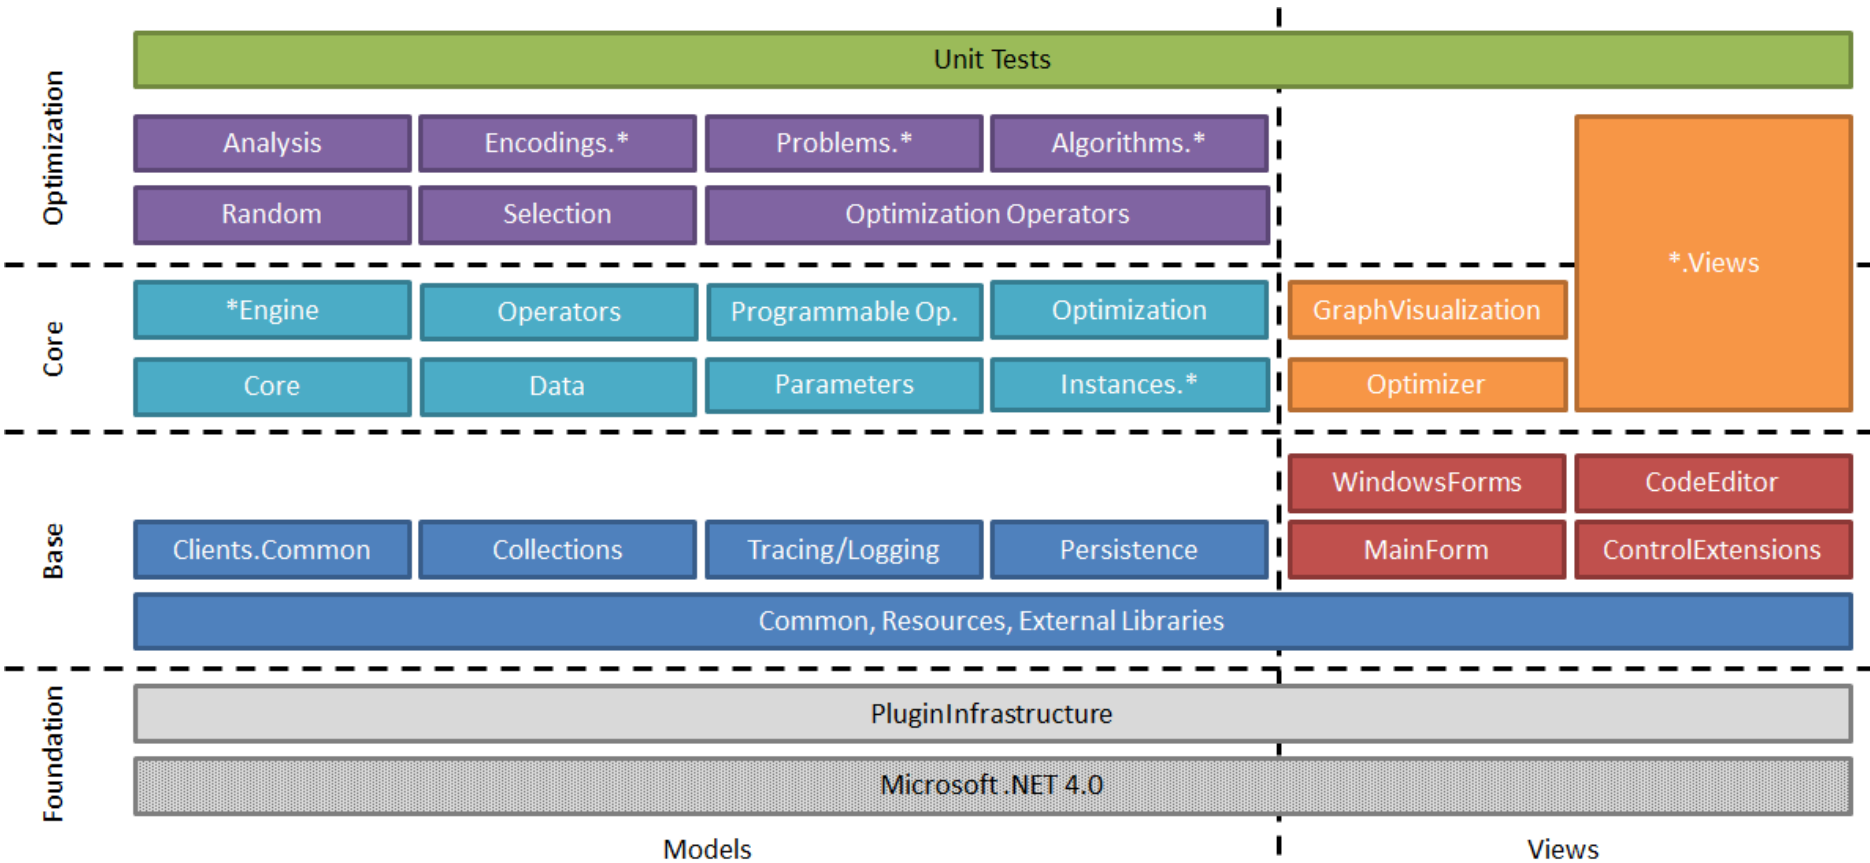 Optimization
Unit Tests
Analysis
Encodings.*
Problems.*
Algorithms.*
Random
Selection
Optimization Operators
*.Views
Core
*Engine
Operators
Programmable Op.
Optimization
GraphVisualization
Core
Data
Parameters
Instances.*
Optimizer
Base
WindowsForms
CodeEditor
Clients.Common
Collections
Tracing/Logging
Persistence
MainForm
ControlExtensions
Common, Resources, External Libraries
Foundation
PluginInfrastructure
Microsoft .NET 4.0
Models
Views